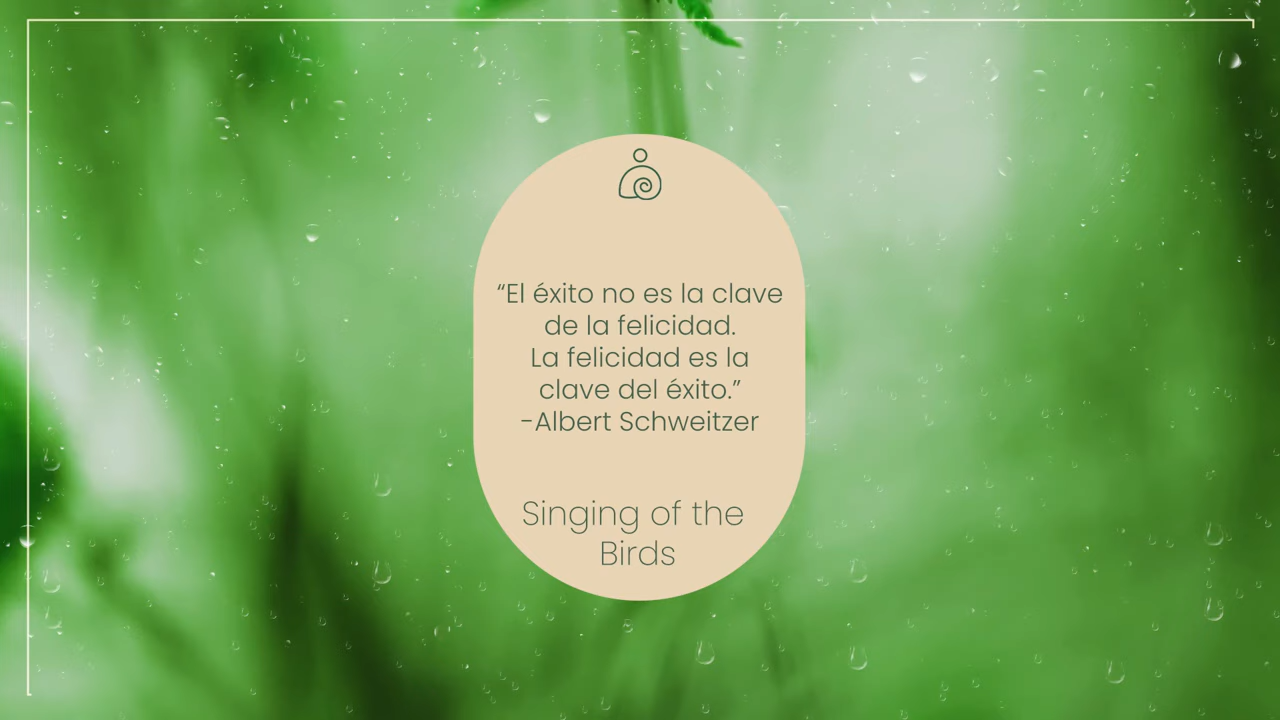 “El éxito no es la clave
de la felicidad.
La felicidad es la
clave del éxito.”
-Albert Schweitzer
Singing of the
Birds